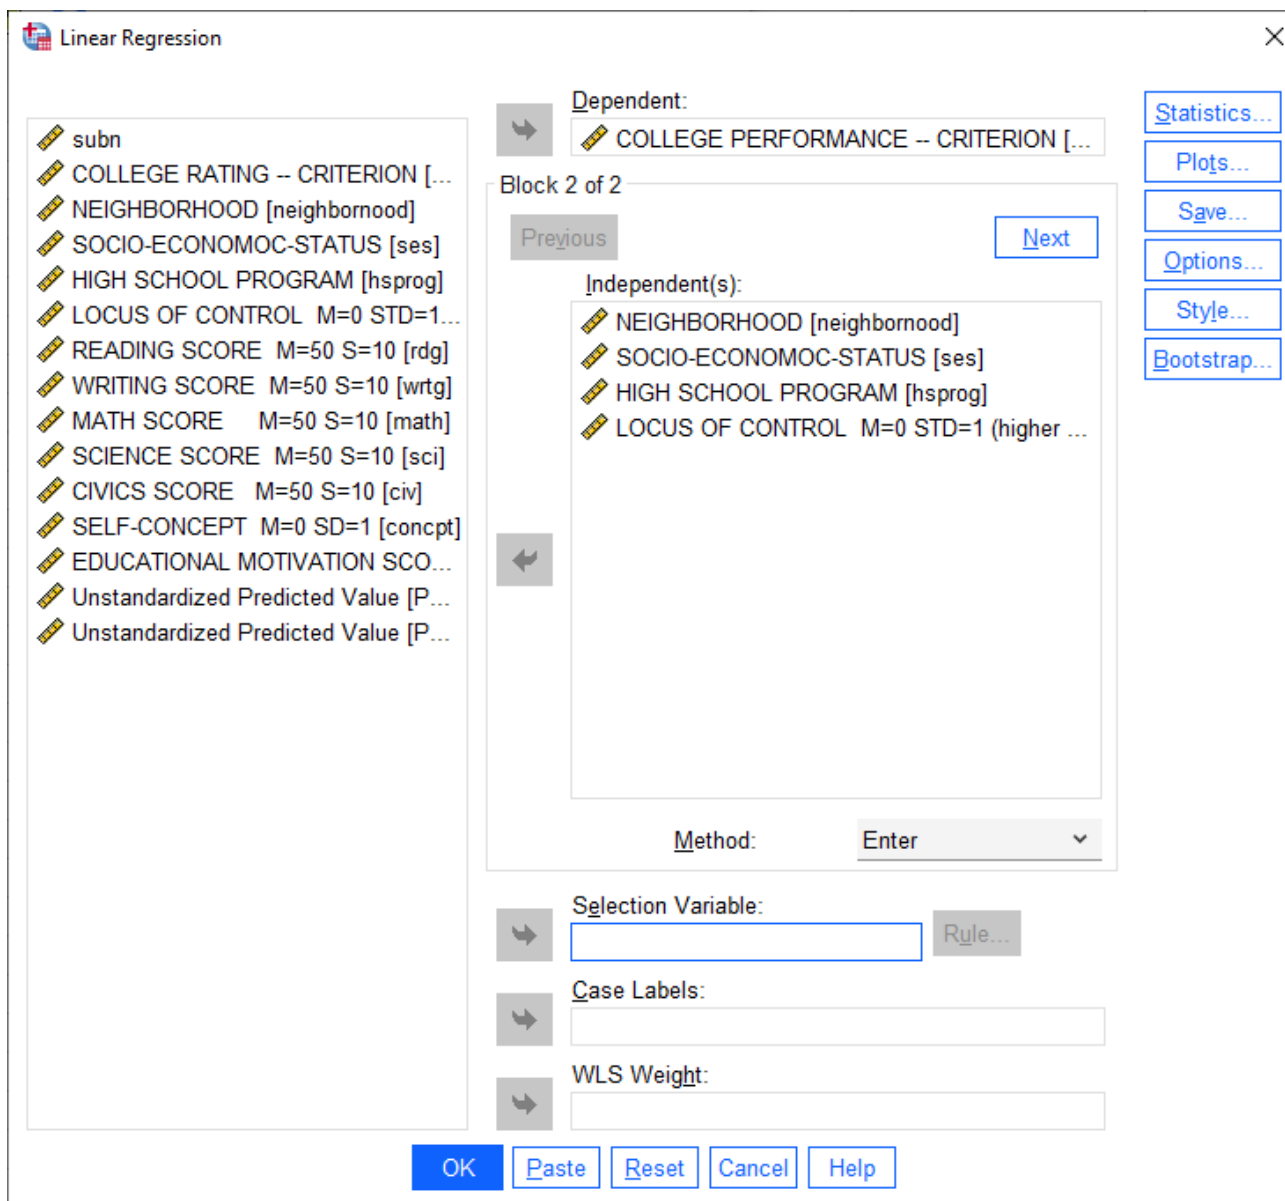 Linear Regression
subn
COLLEGE RATING -- CRITERION [...
NEIGHBORHOOD [neighbornood]
SOCIO-ECONOMOC-STATUS [ses]
HIGH SCHOOL PROGRAM [hsprog]
LOCUS OF CONTROL  M=0 STD=1...
READING SCORE  M=50 S=10 [rdg]
WRITING SCORE  M=50 S=10 [wrtg]
MATH SCORE     M=50 S=10 [math]
SCIENCE SCORE  M=50 S=10 [sci]
CIVICS SCORE   M=50 S=10 [civ]
SELF-CONCEPT  M=0 SD=1 [concpt]
EDUCATIONAL MOTIVATION SCO...
Unstandardized Predicted Value [P...
Unstandardized Predicted Value [P...
Dependent:
COLLEGE PERFORMANCE -- CRITERION [...
Block 2 of 2
Previous
Next
Independent(s):
NEIGHBORHOOD [neighbornood]
SOCIO-ECONOMOC-STATUS [ses]
HIGH SCHOOL PROGRAM [hsprog]
LOCUS OF CONTROL  M=0 STD=1 (higher ...
Method:
Enter
Selection Variable:
Rule...
Case Labels:
WLS Weight:
Statistics...
Plots...
Save...
Options...
Style...
Bootstrap...
OK
Paste
Reset
Cancel
Help